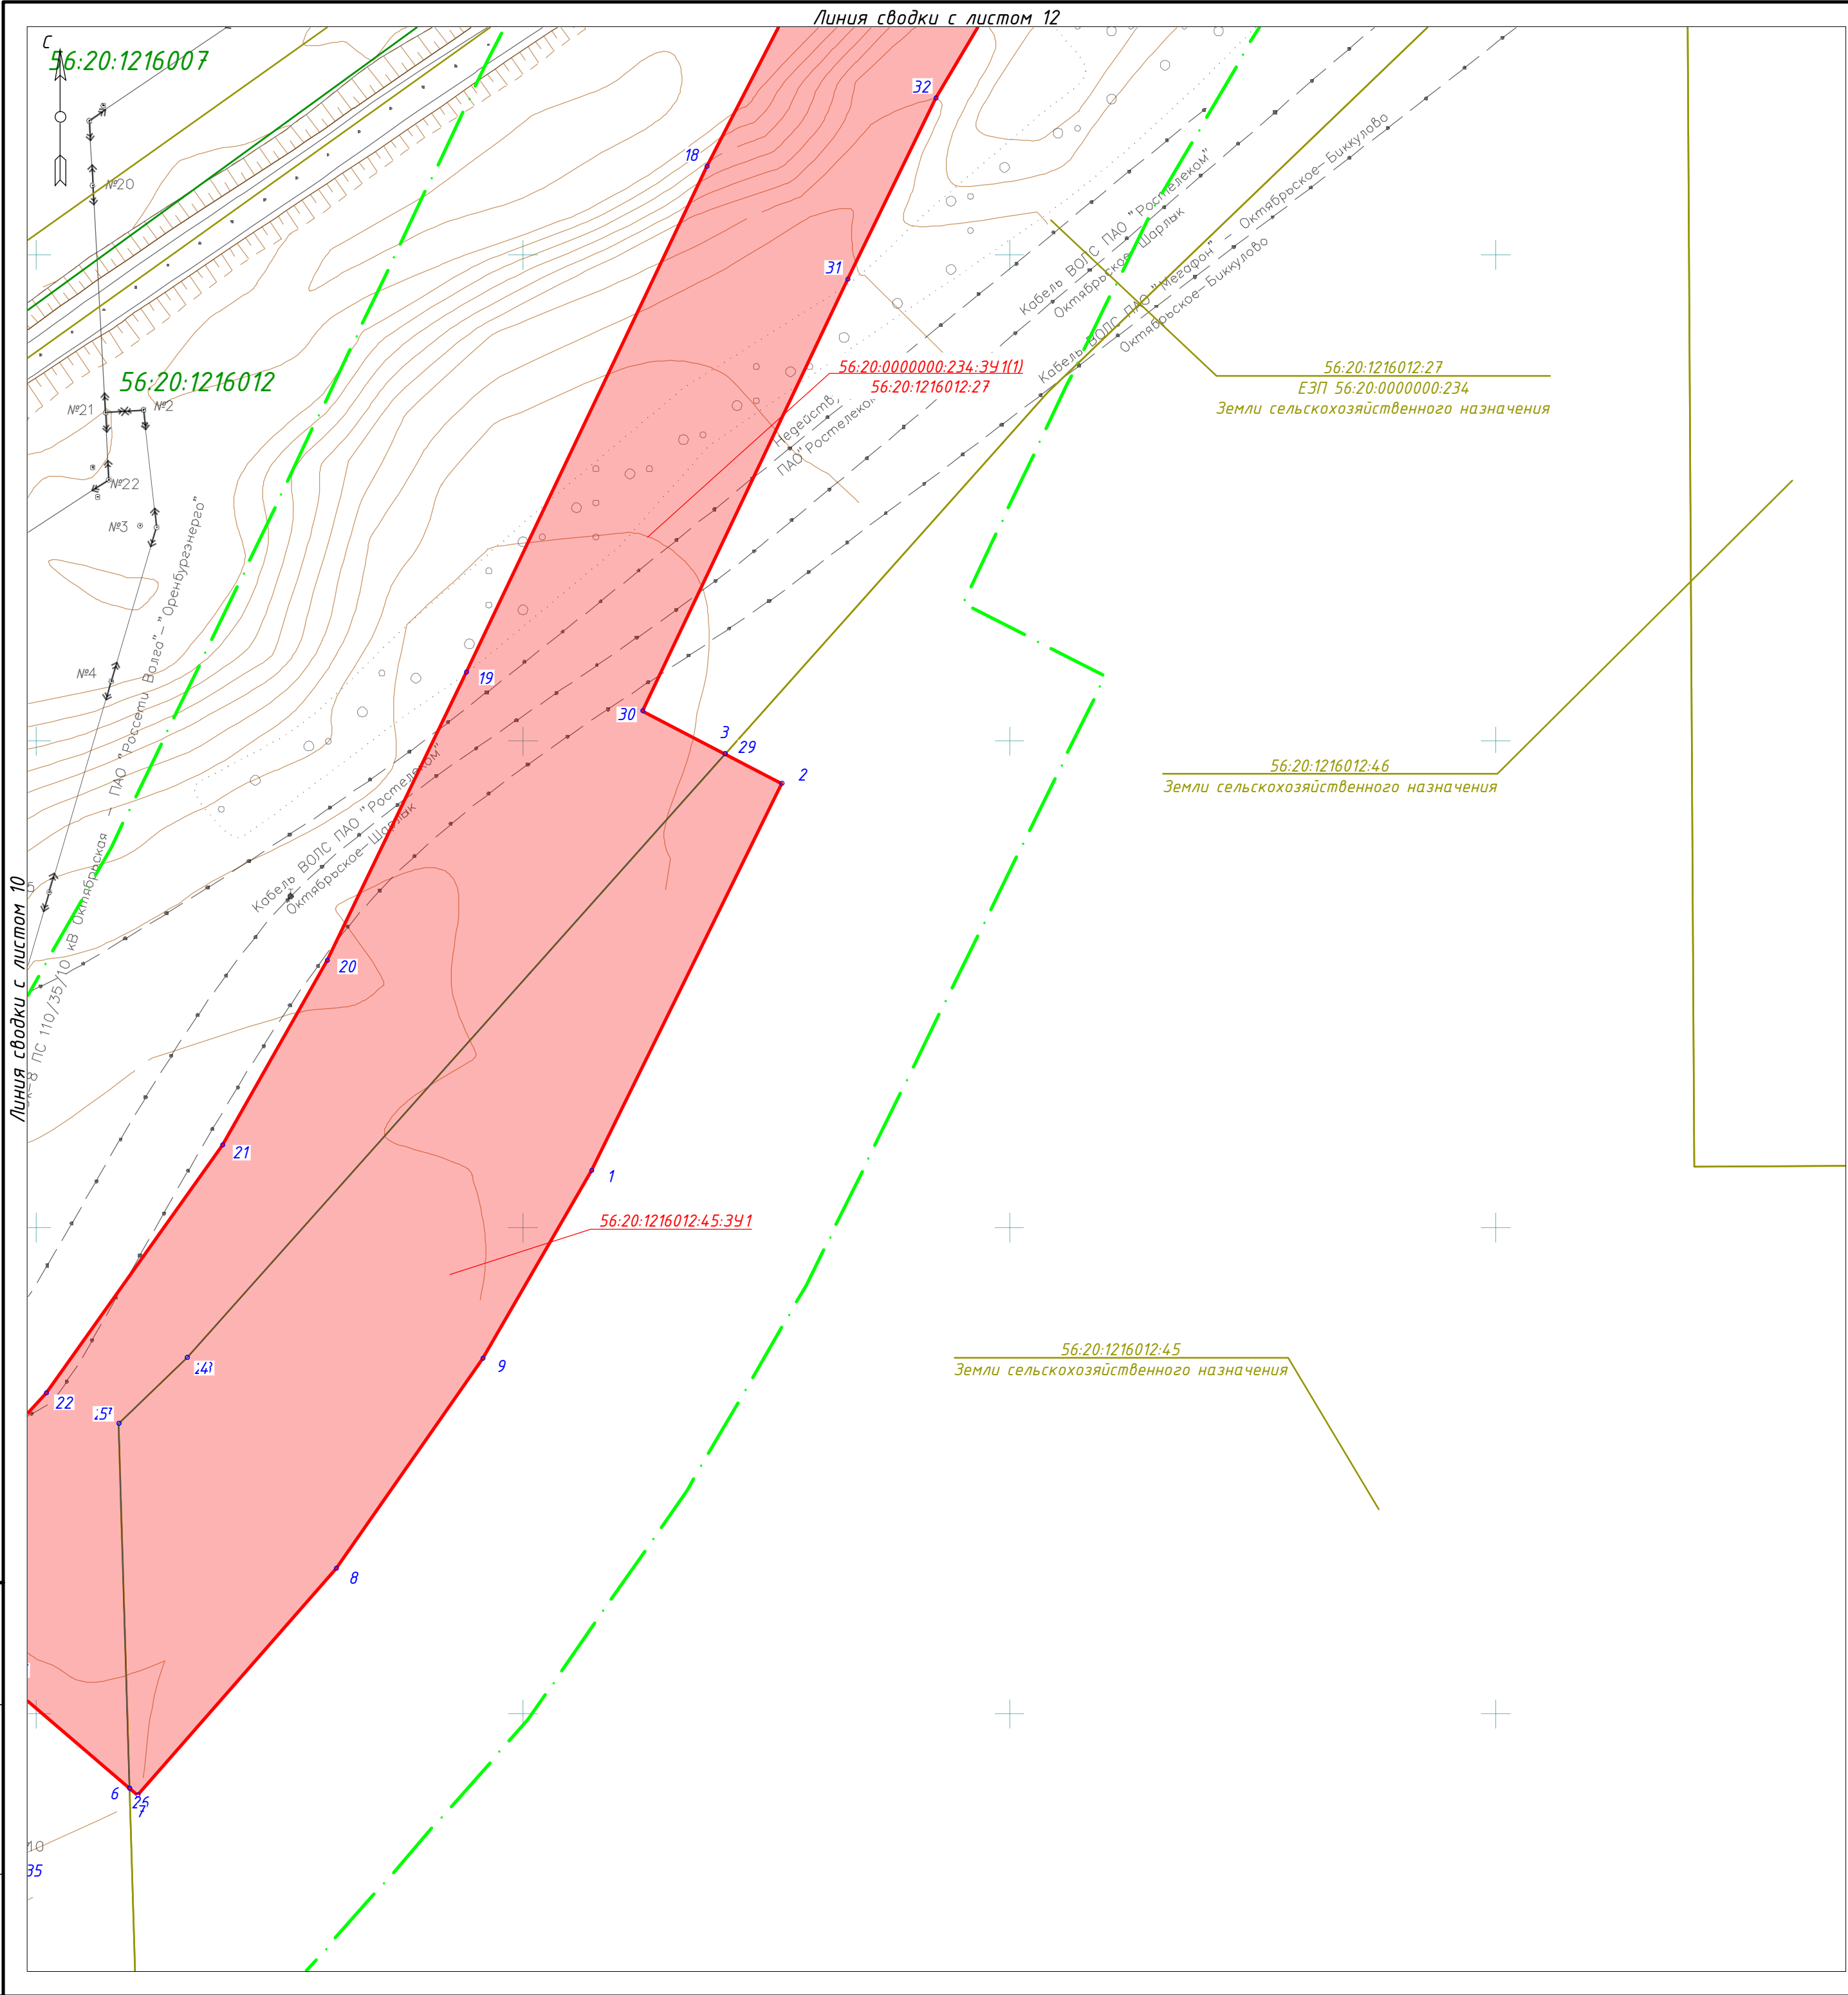 Линия сводки с листом 12
С
56:20:1216007
32
18
№20
31
Кабель ВОЛС ПАО "Ростелеком"
Октябрьское- Шарлык
Кабель ВОЛС ПАО "Мегафон" - Октябрьское-Биккулово
Октябрьское-Биккулово
56:20:1216012
56:20:0000000:234:ЗУ1(1)
56:20:1216012:27
56:20:1216012:27
ЕЗП 56:20:0000000:234
Земли сельскохозяйственного назначения
№21
№2
Недейств.
ПАО"Ростелеком
№22
№3
№4
19
30
3
29
2
56:20:1216012:46
Земли сельскохозяйственного назначения
Кабель ВОЛС ПАО "Ростелеком"
Октябрьское- Шарлык
5
ПС 110/35/10 кВ Октябрьская - ПАО "Россети Волга"-"Оренбургэнерго"
Линия сводки с листом 10
20
21
1
56:20:1216012:45:ЗУ1
56:20:1216012:45
Земли сельскохозяйственного назначения
24
9
22
8
6
26
7
10
35